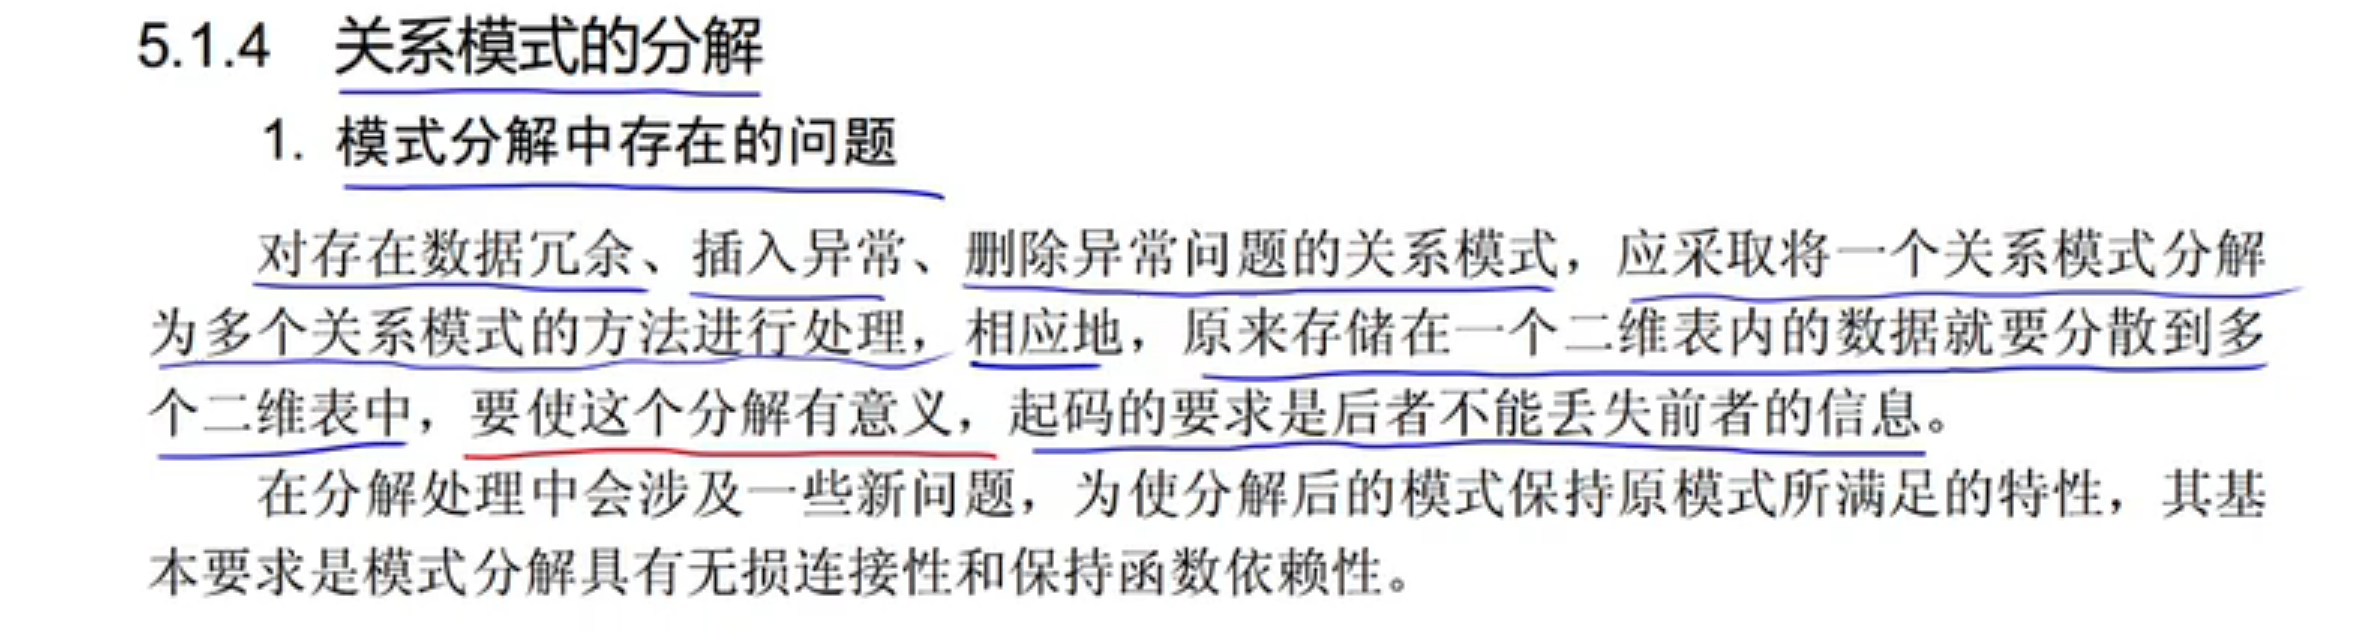 5.1.4 关系模式的分解
1. 模式分解中存在的问题
对存在数据冗余、插入异常、删除异常问题的关系模式，应采取将一个关系模式分解
为多个关系模式的方法进行处理，相应地，原来存储在一个二维表内的数据就要分散到多
个二维表中，要使这个分解有意义，起码的要求是后者不能丢失前者的信息。
在分解处理中会涉及一些新问题，为使分解后的模式保持原模式所满足的特性，其基
本要求是模式分解具有无损连接性和保持函数依赖性。